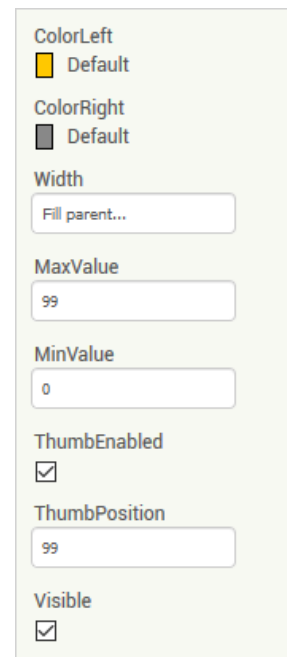 ColorLeft
Default
ColorRight
Default
Width
Fill parent...
MaxValue
99
MinValue
0
ThumbEnabled
ThumbPosition
99
Visible